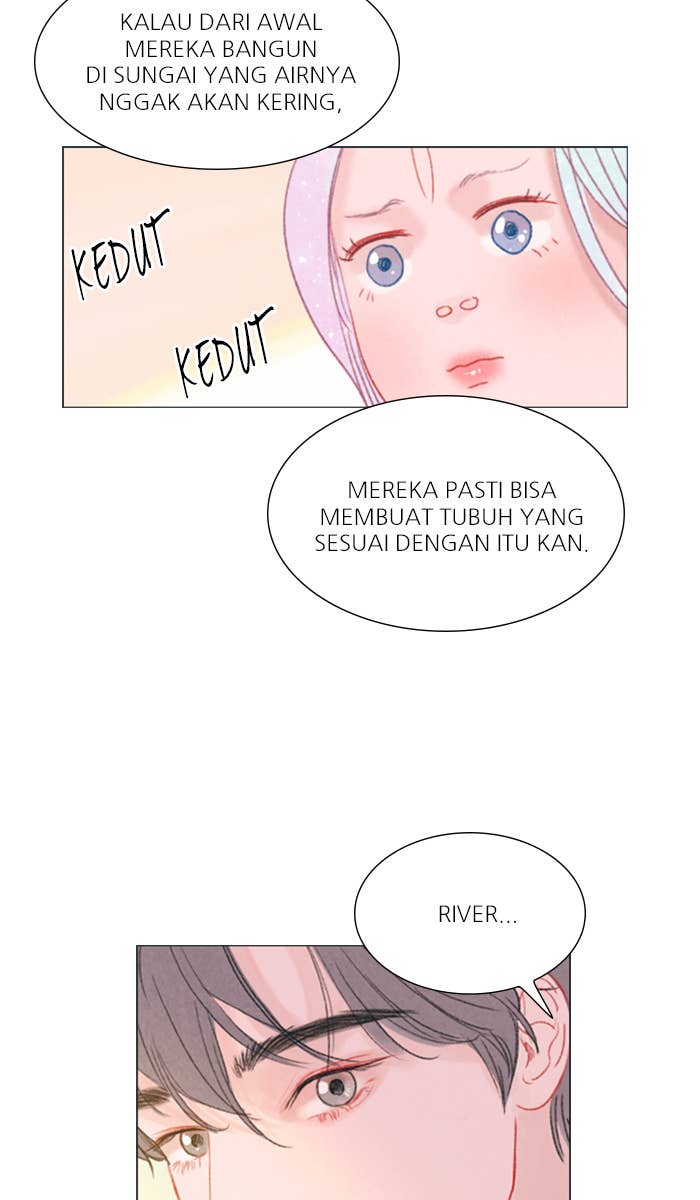 KALAU DARI AWAL
MEREKA BANGUN
DI SUNGAI YANG AIRNYA
NGGAK AKAN KERING,
KEDUT
KEDUT
MEREKA PASTI BISA
MEMBUAT TUBUH YANG
SESUAI DENGAN ITU KAN.
RIVER...